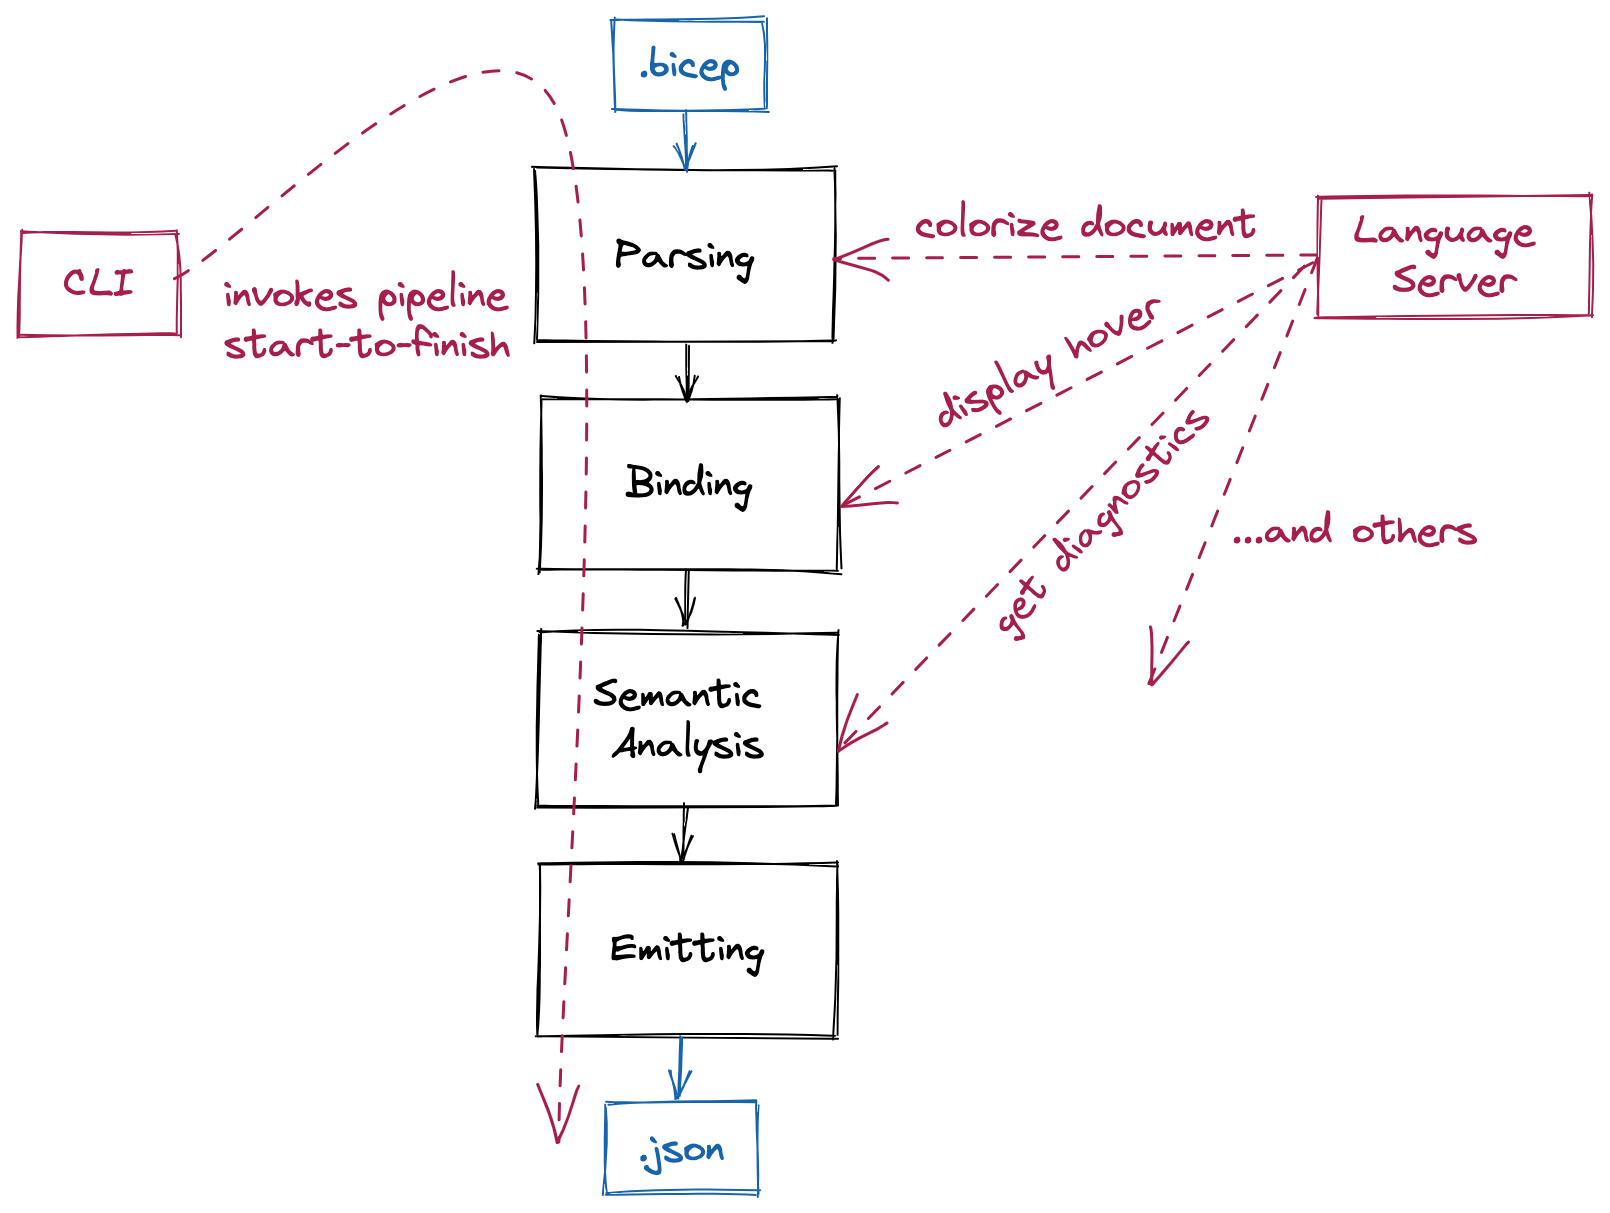 .bicep
CLI
invokes pipeline
start-to-finish
Parsing
colorize document
Language
Server
display hover
get diagnostics
...and others
Binding
Semantic
Analysis
Emitting
.json